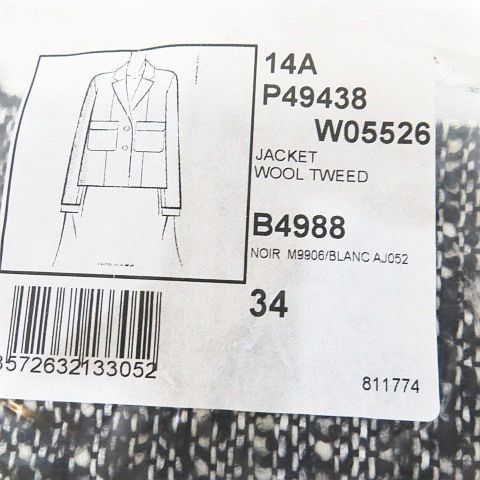 14A
P49438
W05526
JACKET
WOOL TWEED
B4988
NOIR M9906/BLANC AJ052
34
3572632133052
811774